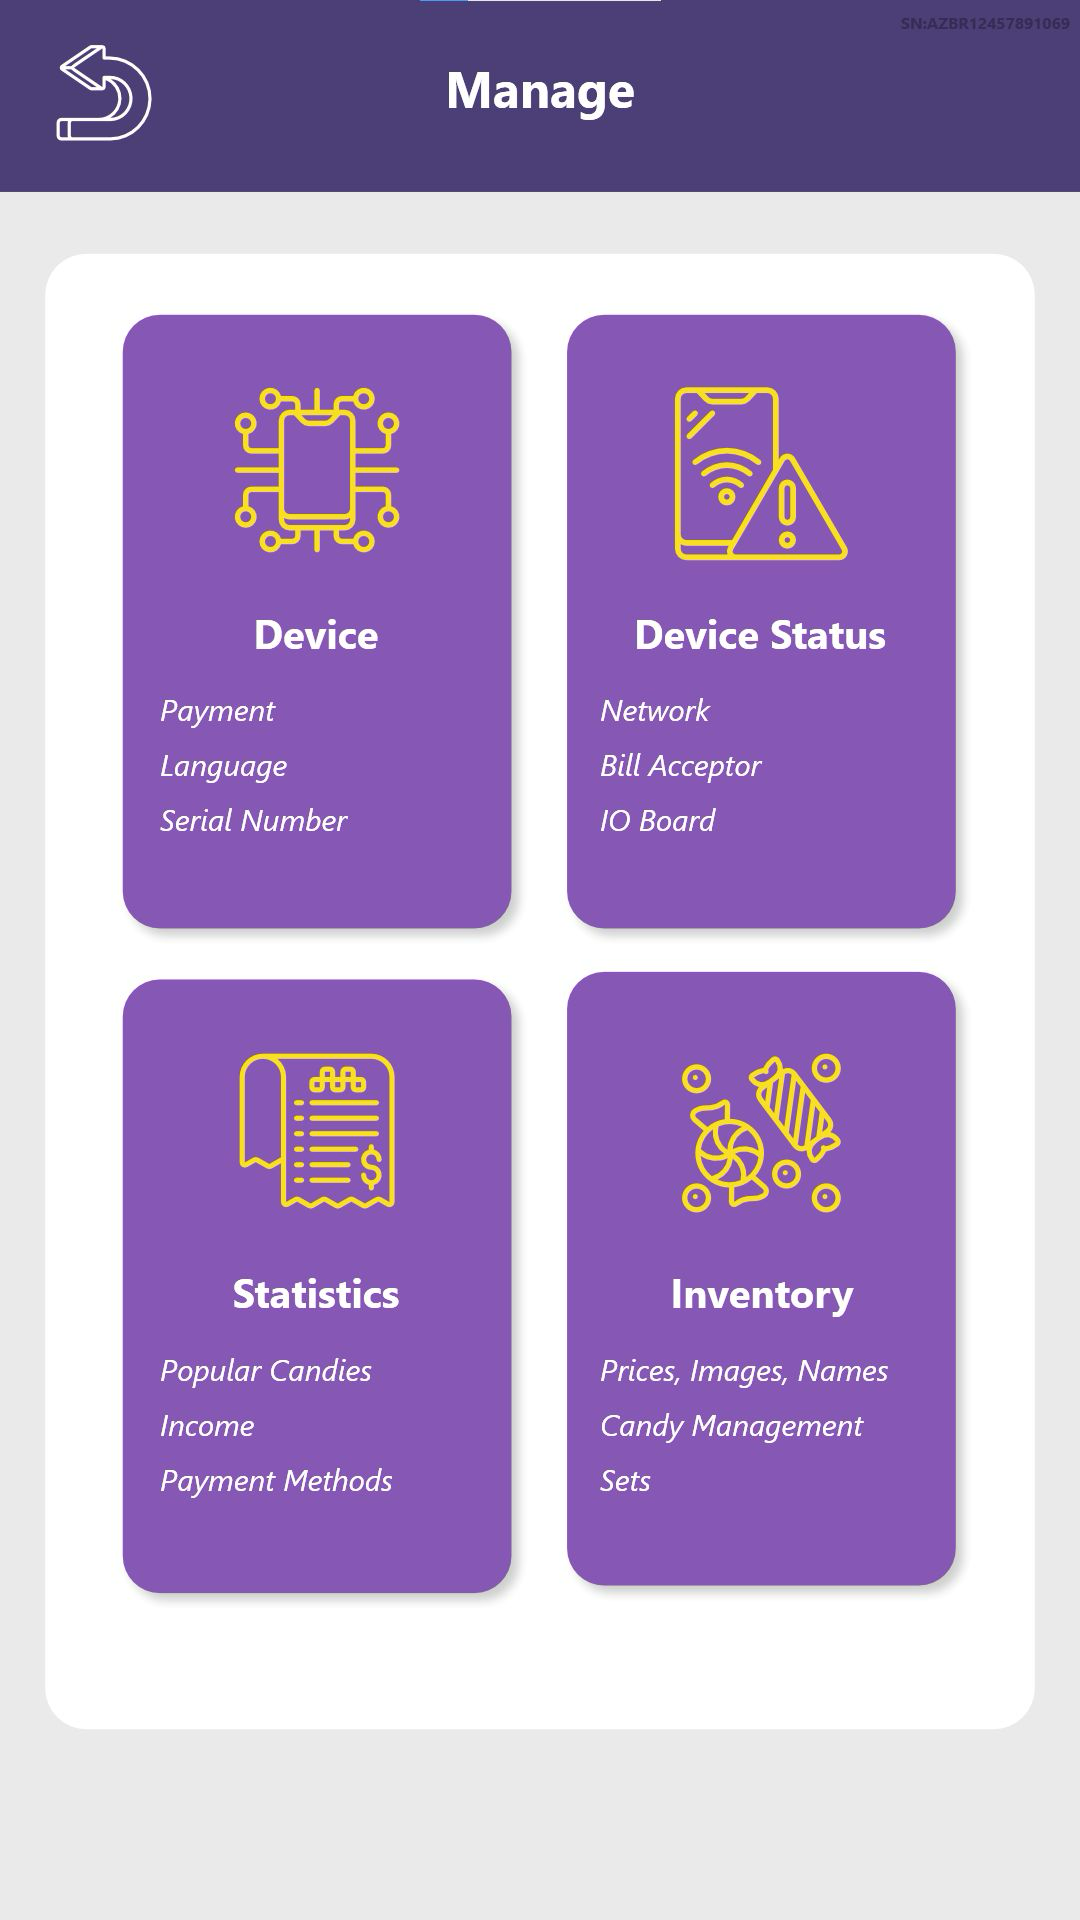 SN:AZBR12457891069
Manage
Device
Payment
Language
Serial Number
Device Status
Network
Bill Acceptor
IO Board
Statistics
Popular Candies
Income
Payment Methods
Inventory
Prices, Images, Names
Candy Management
Sets